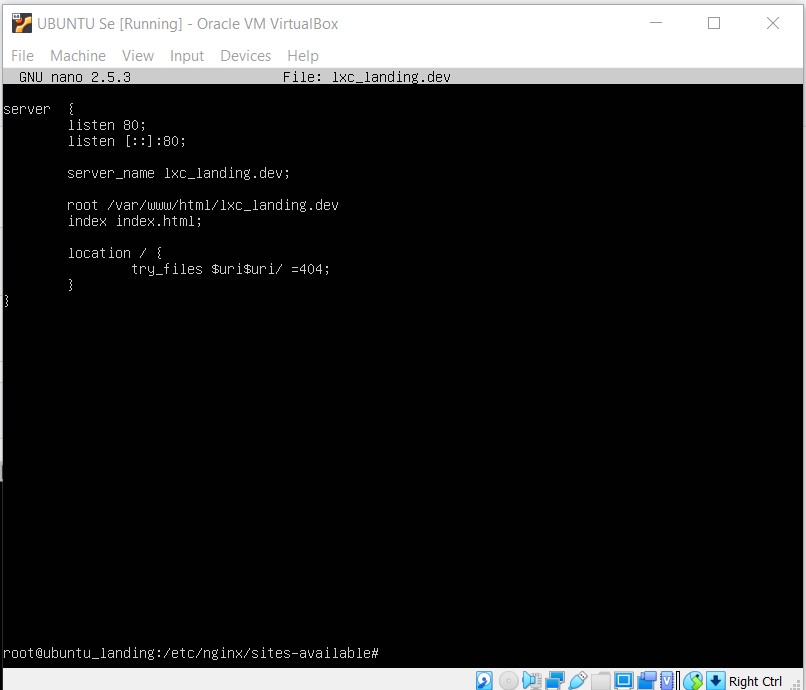 UBUNTU Se [Running] - Oracle VM VirtualBox
File Machine View Input Devices Help
GNU nano 2.5.3 File: lxc_landing.dev
server {
listen 80;
listen [::]:80;
server_name lxc_landing.dev;
root /var/www/html/lxc_landing.dev
index index.html;
location / {
try_files $uri$uri/ =404;
}
}
root@ubuntu_landing:/etc/nginx/sites-available#
Right Ctrl